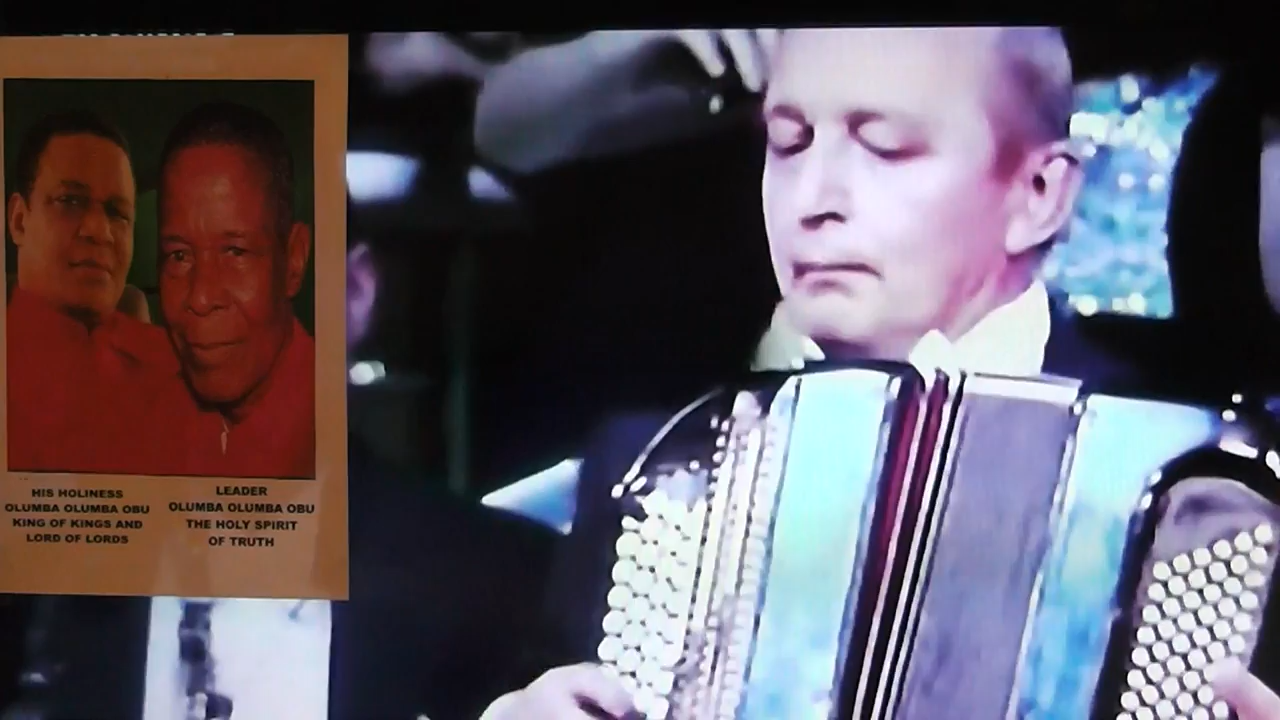 HIS HOLINESS
OLUMBA OLUMBA OBU
KING OF KINGS AND
LORD OF LORDS
LEADER
OLUMBA OLUMBA OBU
THE HOLY SPIRIT
OF TRUTH